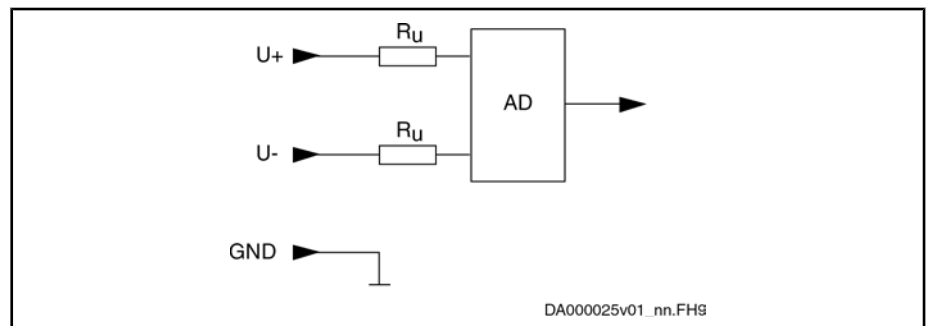 Ru
U+
AD
Ru
U-
GND
DA000025v01_nn.FH9